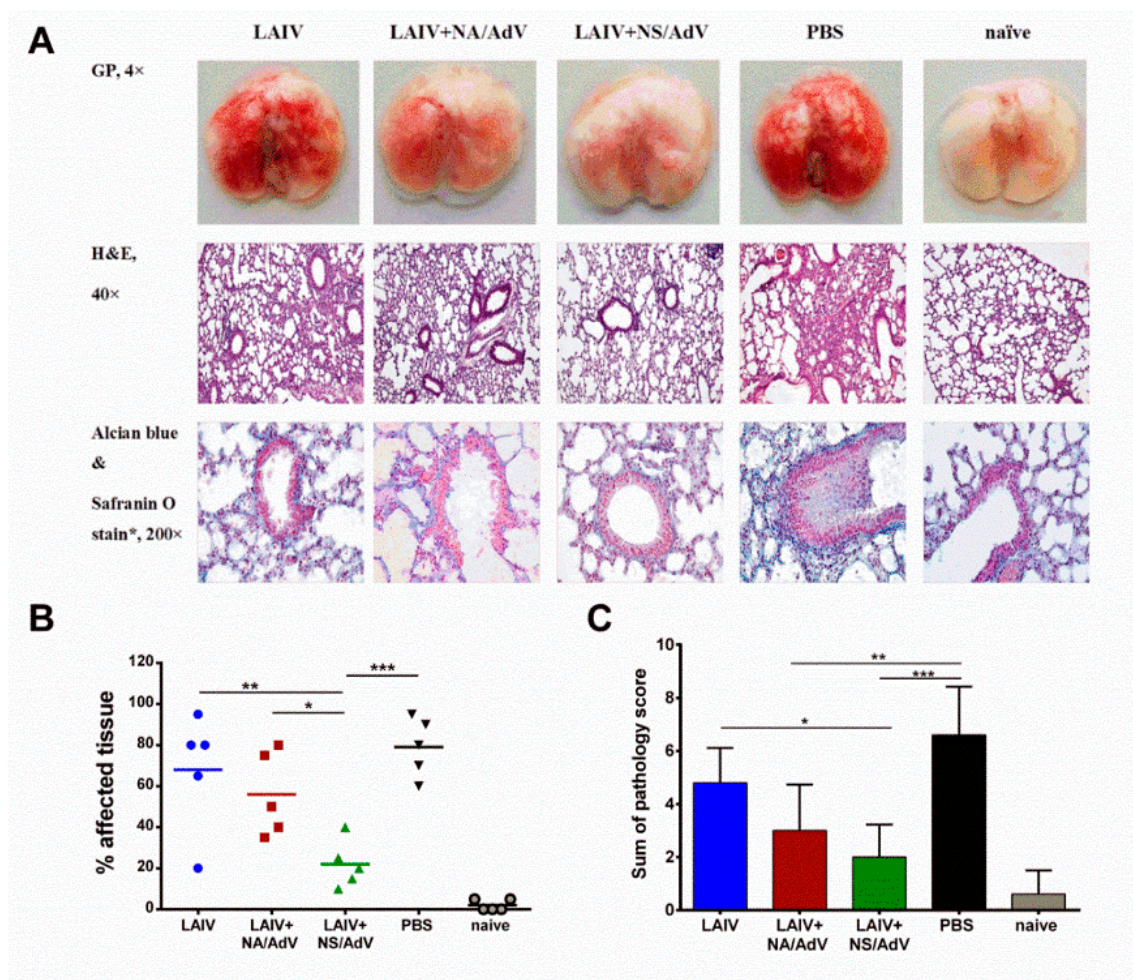 A
LAIV LAIV+NA/AdV LAIV+NS/AdV PBS naïve
GP, 4×
H&E,
40×
Alcian blue
&
Safranin O
stain*, 200×
B
% affected tissue
120
100
80
60
40
20
0
** * ***
LAIV LAIV+ LAIV+ PBS naive
NA/AdV NS/AdV
C
Sum of pathology score
10
8
6
4
2
0
**
***
*
LAIV LAIV+ LAIV+ PBS naive
NA/AdV NS/AdV